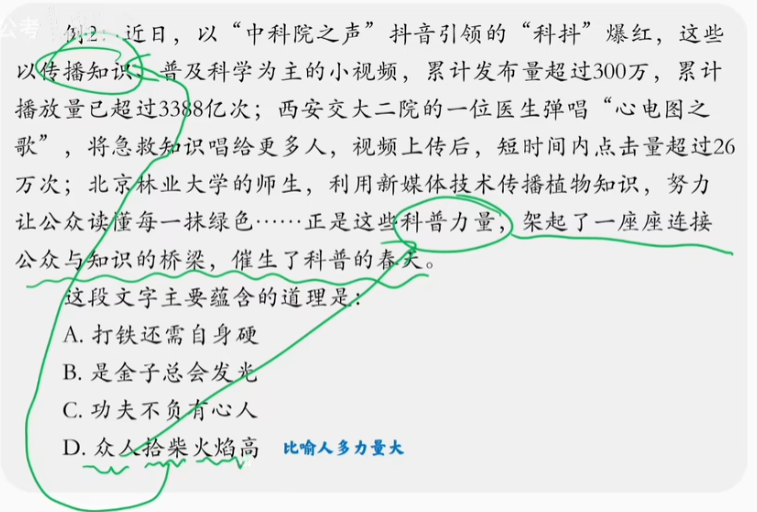 公考
例2：近日，以“中科院之声”抖音引领的“科抖”爆红，这些
以传播知识、普及科学为主的小视频，累计发布量超过300万，累计
播放量已超过3388亿次；西安交大二院的一位医生弹唱“心电图之
歌”，将急救知识唱给更多人，视频上传后，短时间内点击量超过26
万次；北京林业大学的师生，利用新媒体技术传播植物知识，努力
让公众读懂每一抹绿色……正是这些科普力量，架起了一座座连接
公众与知识的桥梁，催生了科普的春天。
这段文字主要蕴含的道理是：
A. 打铁还需自身硬
B. 是金子总会发光
C. 功夫不负有心人
D. 众人拾柴火焰高 比喻人多力量大